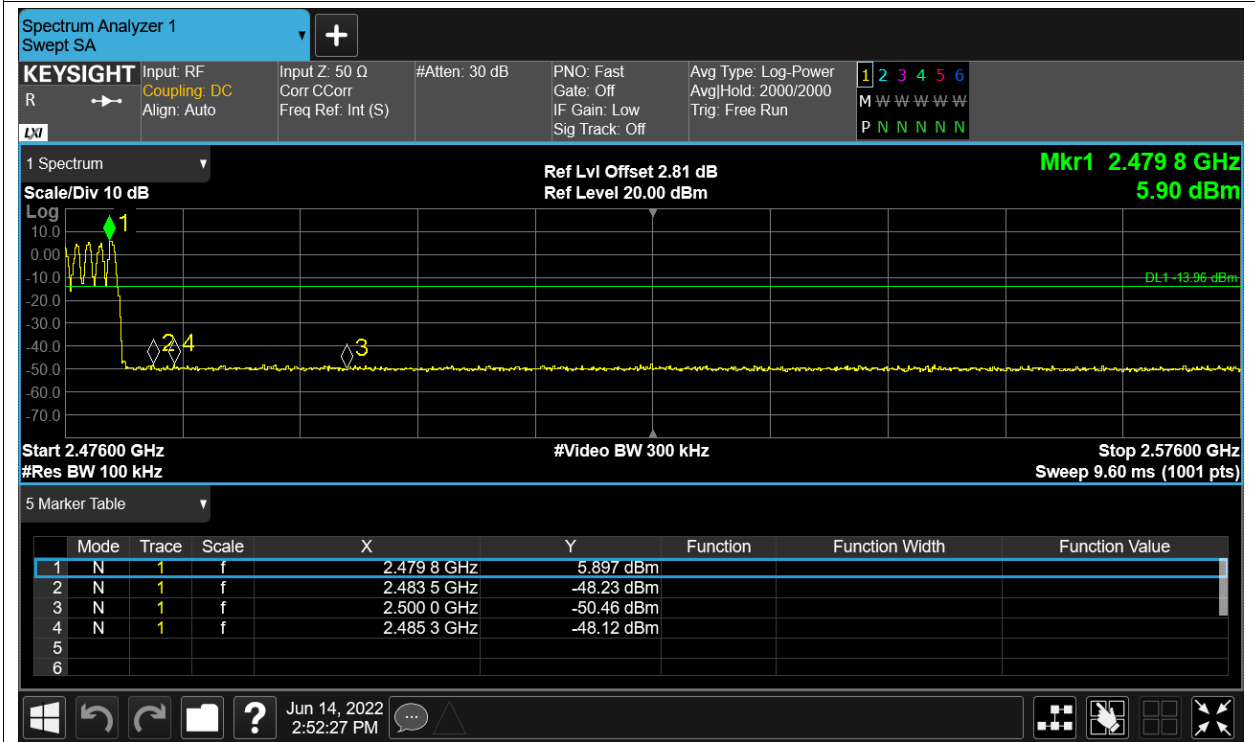 Spectrum Analyzer 1
Swept SA
+
KEYSIGHT Input: RF Input Z: 50 Ω #Atten: 30 dB PNO: Fast Avg Type: Log-Power 1 2 3 4 5 6
R Coupling: DC Corr CCorr Gate: Off Avg|Hold: 2000/2000 M W W W W W
Align: Auto Freq Ref: Int (S) IF Gain: Low Trig: Free Run
LXI Sig Track: Off P N N N N N
1 Spectrum Ref Lvl Offset 2.81 dB Mkr1 2.479 8 GHz
Scale/Div 10 dB Ref Level 20.00 dBm 5.90 dBm
Log
1
10.0
0.00
-10.0 DL1 -13.96 dBm
-20.0
-30.0
-40.0 2 4 3
-50.0
-60.0
-70.0
Start 2.47600 GHz #Video BW 300 kHz Stop 2.57600 GHz
#Res BW 100 kHz Sweep 9.60 ms (1001 pts)
5 Marker Table
Mode Trace Scale X Y Function Function Width Function Value
1 N 1 f 2.479 8 GHz 5.897 dBm
2 N 1 f 2.483 5 GHz -48.23 dBm
3 N 1 f 2.500 0 GHz -50.46 dBm
4 N 1 f 2.485 3 GHz -48.12 dBm
5
6
? Jun 14, 2022
2:52:27 PM